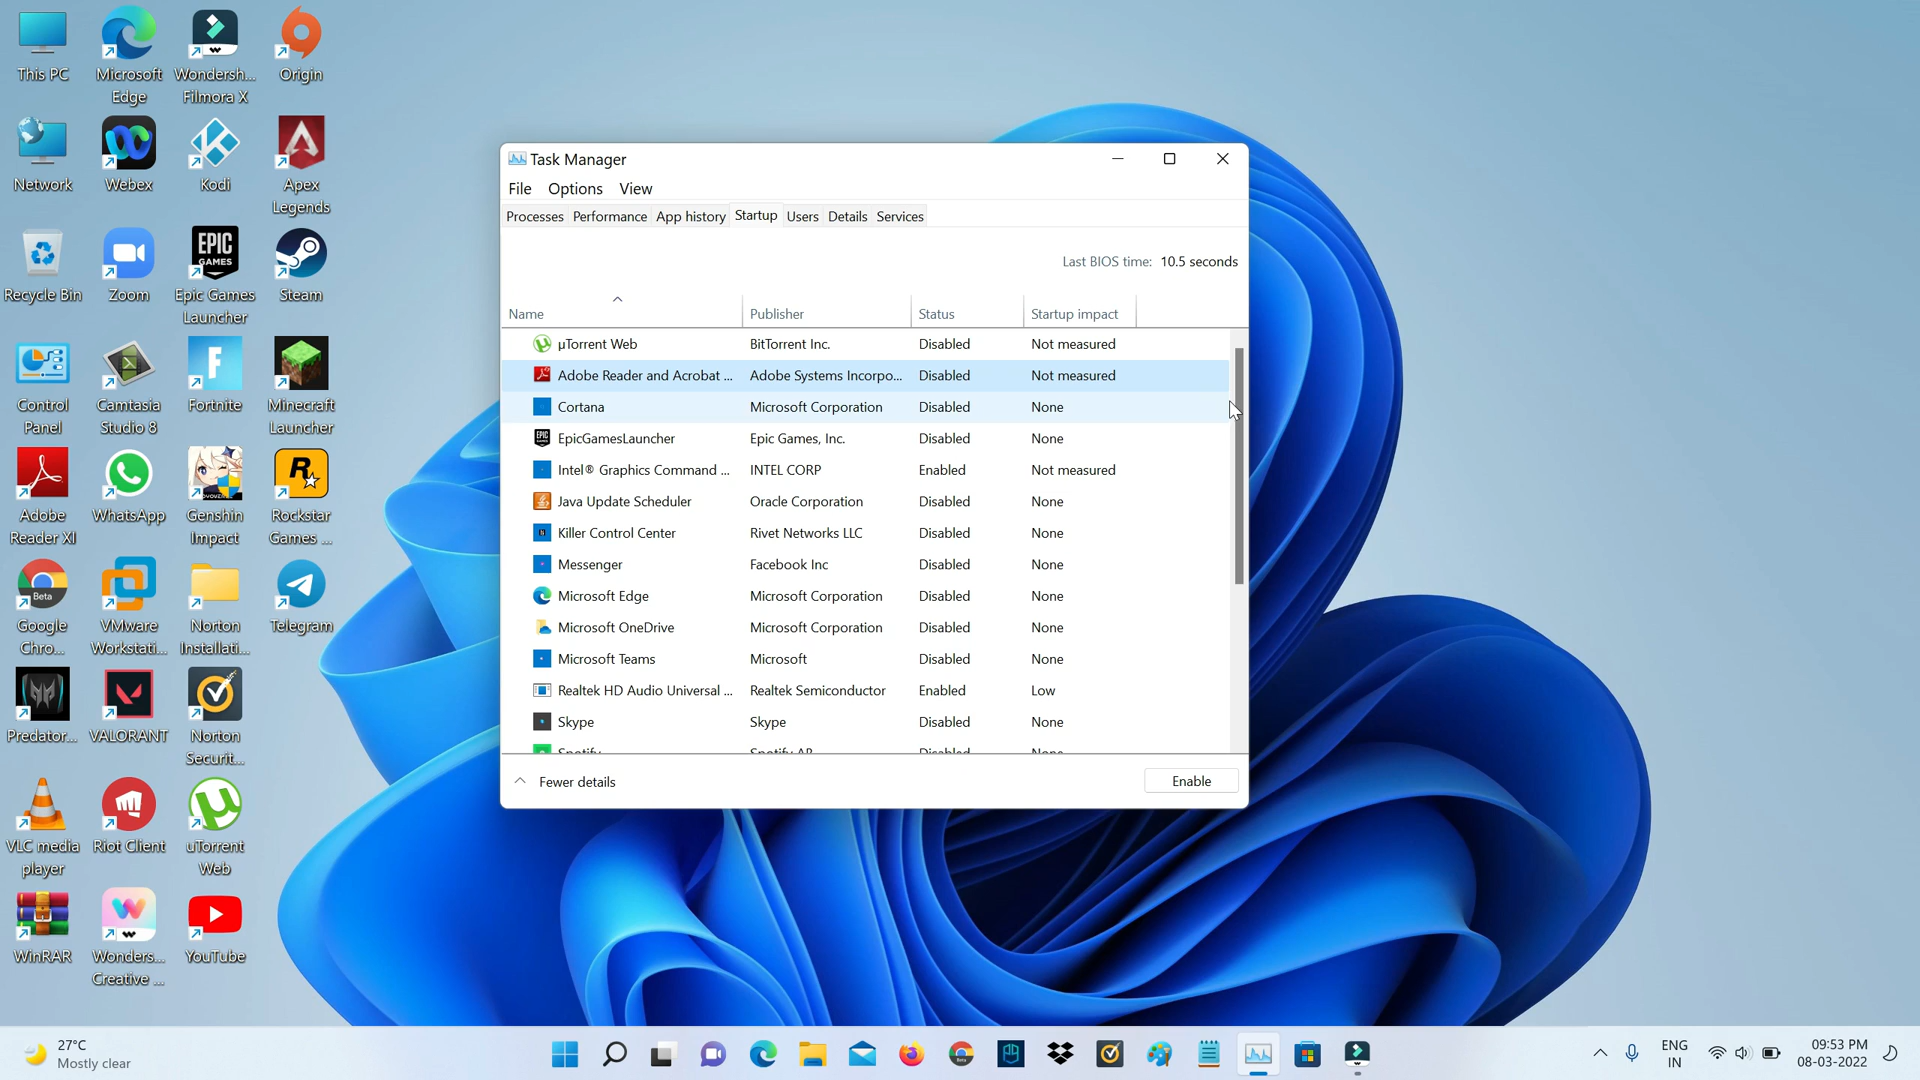 This PC
Microsoft
Edge
Wondersh...
Filmora X
Origin
Network
Webex
Kodi
Apex
Legends
Recycle Bin
Zoom
EPIC
GAMES
Epic Games
Launcher
Steam
Control
Panel
Camtasia
Studio 8
Fortnite
Minecraft
Launcher
Adobe
Reader XI
WhatsApp
Genshin
Impact
Rockstar
Games ...
Beta
Google
Chro...
VMware
Workstati...
Norton
Installati...
Telegram
Predator...
VALORANT
Norton
Securit...
VLC media
player
Riot Client
uTorrent
Web
WinRAR
Wonders...
Creative ...
YouTube
Task Manager
File Options View
Processes Performance App history Startup Users Details Services
Last BIOS time: 10.5 seconds
Name Publisher Status Startup impact
µTorrent Web BitTorrent Inc. Disabled Not measured
Adobe Reader and Acrobat ... Adobe Systems Incorpo... Disabled Not measured
Cortana Microsoft Corporation Disabled None
EpicGamesLauncher Epic Games, Inc. Disabled None
Intel® Graphics Command ... INTEL CORP Enabled Not measured
Java Update Scheduler Oracle Corporation Disabled None
Killer Control Center Rivet Networks LLC Disabled None
Messenger Facebook Inc Disabled None
Microsoft Edge Microsoft Corporation Disabled None
Microsoft OneDrive Microsoft Corporation Disabled None
Microsoft Teams Microsoft Disabled None
Realtek HD Audio Universal ... Realtek Semiconductor Enabled Low
Skype Skype Disabled None
Spotify Spotify AB Disabled None
Fewer details Enable
27°C
Mostly clear
ENG
IN
09:53 PM
08-03-2022